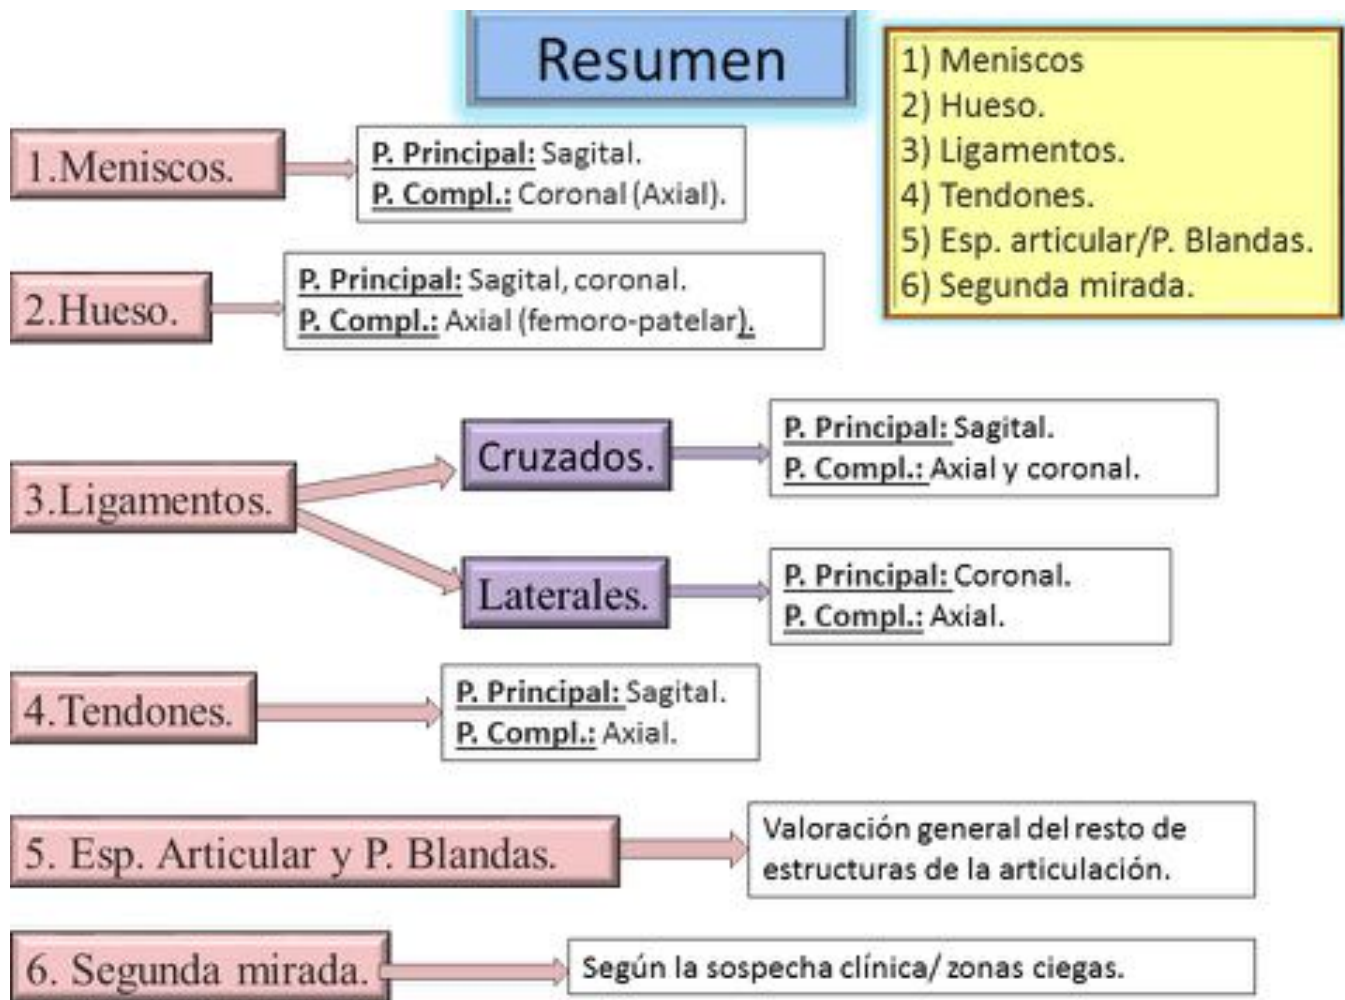 Resumen
1) Meniscos
2) Hueso.
3) Ligamentos.
4) Tendones.
5) Esp. articular/P. Blandas.
6) Segunda mirada.
1.Meniscos.
P. Principal: Sagital.
P. Compl.: Coronal (Axial).
2.Hueso.
P. Principal: Sagital, coronal.
P. Compl.: Axial (femoro-patelar).
3.Ligamentos.
Cruzados.
P. Principal: Sagital.
P. Compl.: Axial y coronal.
Laterales.
P. Principal: Coronal.
P. Compl.: Axial.
4.Tendones.
P. Principal: Sagital.
P. Compl.: Axial.
5. Esp. Articular y P. Blandas.
Valoración general del resto de
estructuras de la articulación.
6. Segunda mirada.
Según la sospecha clínica/ zonas ciegas.